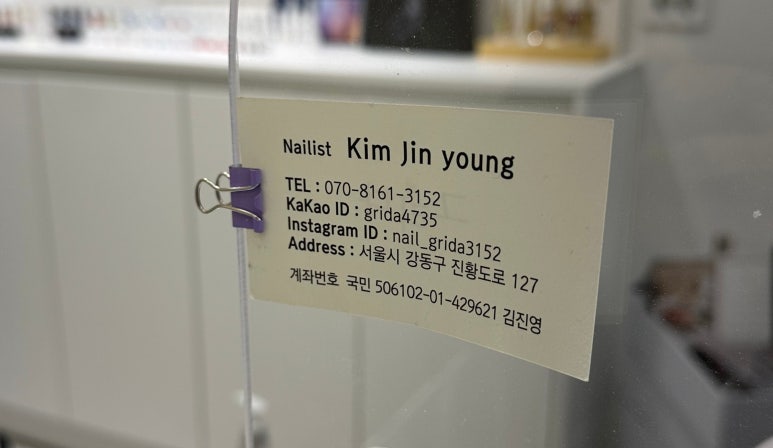 Nailist Kim Jin young
TEL : 070-8161-3152
KaKao ID : grida4735
Instagram ID : nail_grida3152
Address : 서울시 강동구 진황도로 127
계좌번호 국민 506102-01-429621 김진영